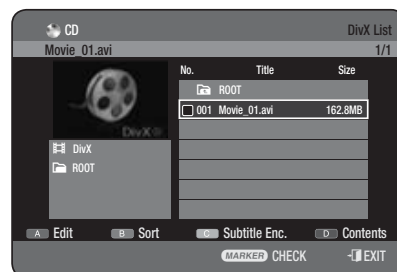 CD DivX List
Movie_01.avi 1/1
No. Title Size
ROOT
001 Movie_01.avi 162.8MB
DivX
DivX
ROOT
A Edit B Sort C Subtitle Enc. D Contents
MARKER CHECK EXIT